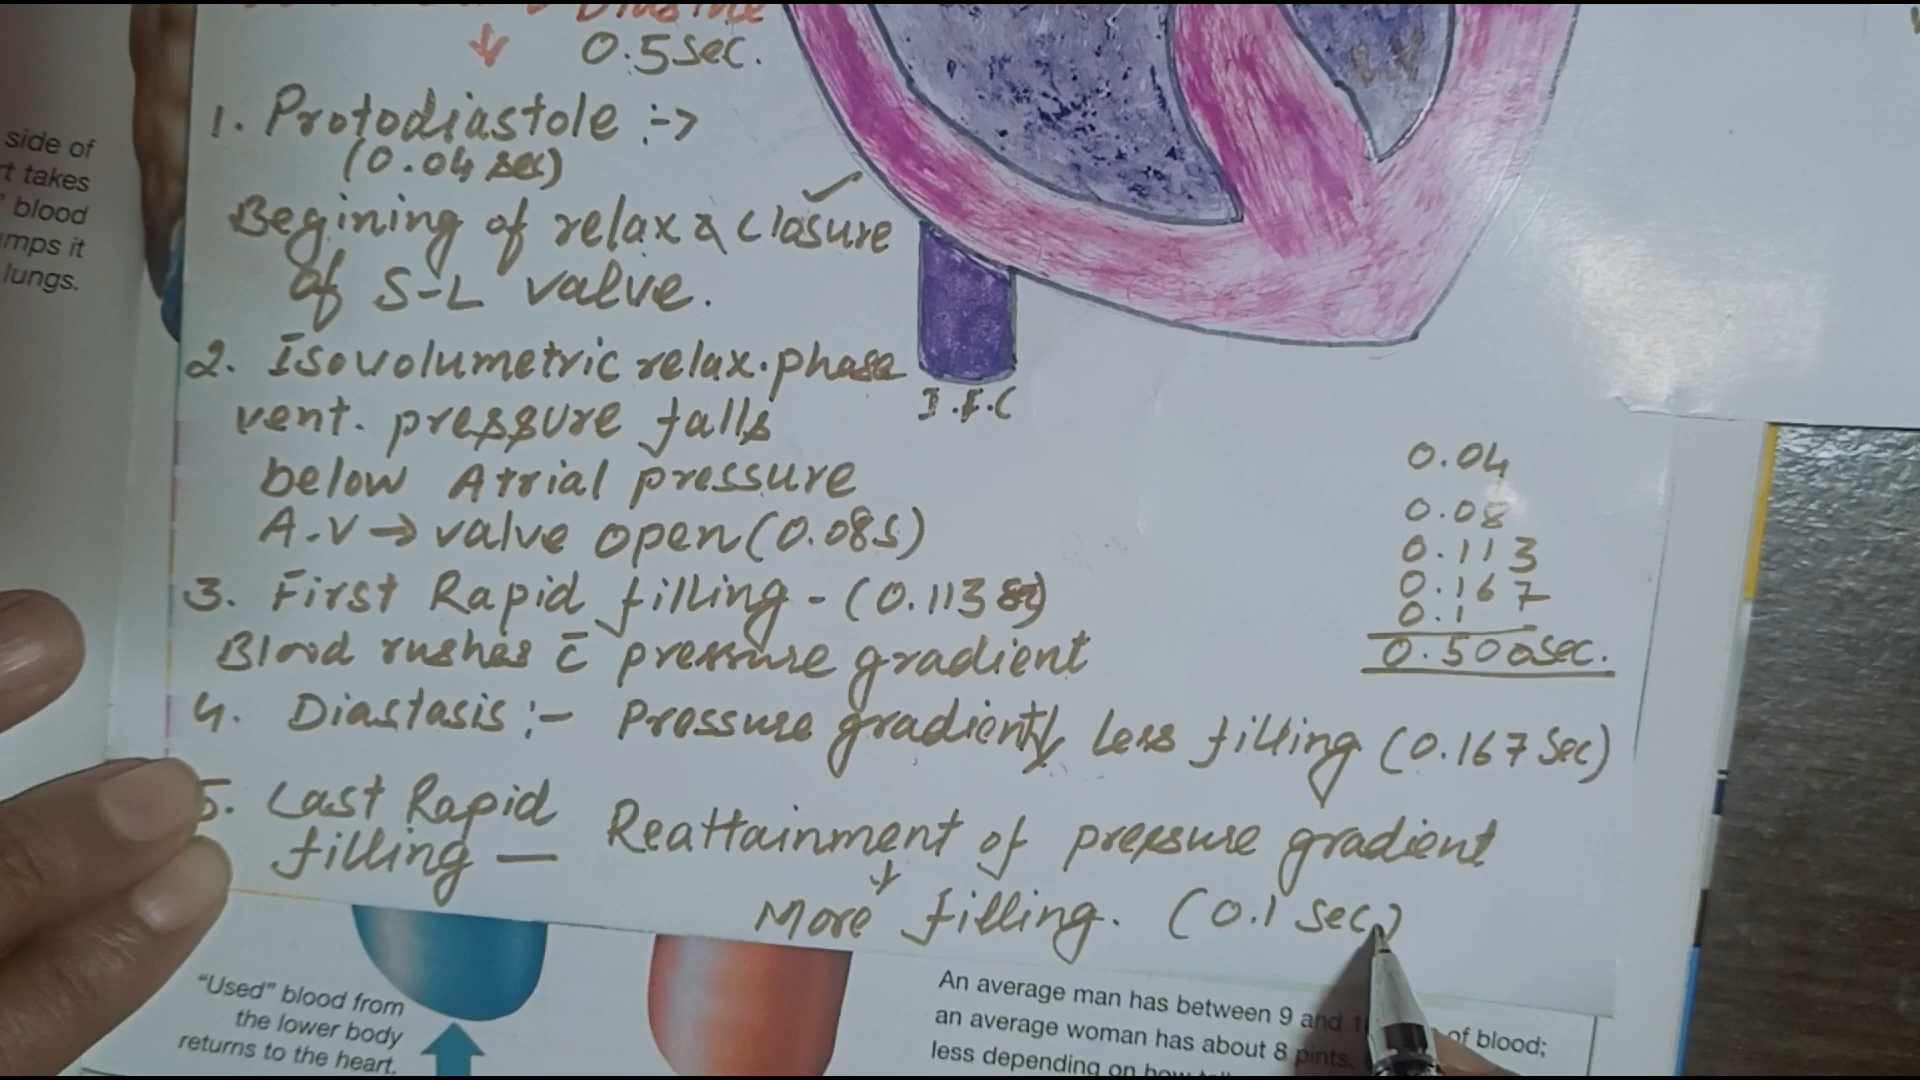 0.5 sec.
1. Protodiastole :->
(0.04 sec)
Begining of relax & closure
of S-L valve.
2. Isovolumetric relax. phase
vent. pressure falls
below Atrial pressure
A.V → valve open (0.08s)
3. First Rapid filling - (0.113 sec)
Blood rushes c̄ pressure gradient
4. Diastasis :- Pressure gradient↓ Less filling (0.167 sec)
5. Last Rapid filling — Reattainment of pressure gradient
↓
More filling. (0.1 sec)
L.V
I.V.C
0.04
0.08
0.113
0.167
0.1
0.500sec.
side of
takes
blood
it
lungs.
"Used" blood from
the lower body
returns to the heart.
An average man has between 9 and of blood;
an average woman has about 8 pints.
less depending on how